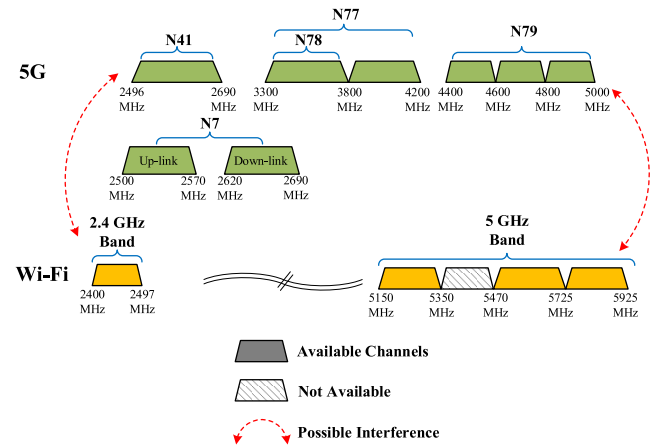 N77
N41
N78
N79
5G
2496
MHz
2690
MHz
3300
MHz
3800
MHz
4200
MHz
4400
MHz
4600
MHz
4800
MHz
5000
MHz
N7
Up-link
Down-link
2500
MHz
2570
MHz
2620
MHz
2690
MHz
2.4 GHz
Band
5 GHz
Band
Wi-Fi
2400
MHz
2497
MHz
5150
MHz
5350
MHz
5470
MHz
5725
MHz
5925
MHz
Available Channels
Not Available
Possible Interference